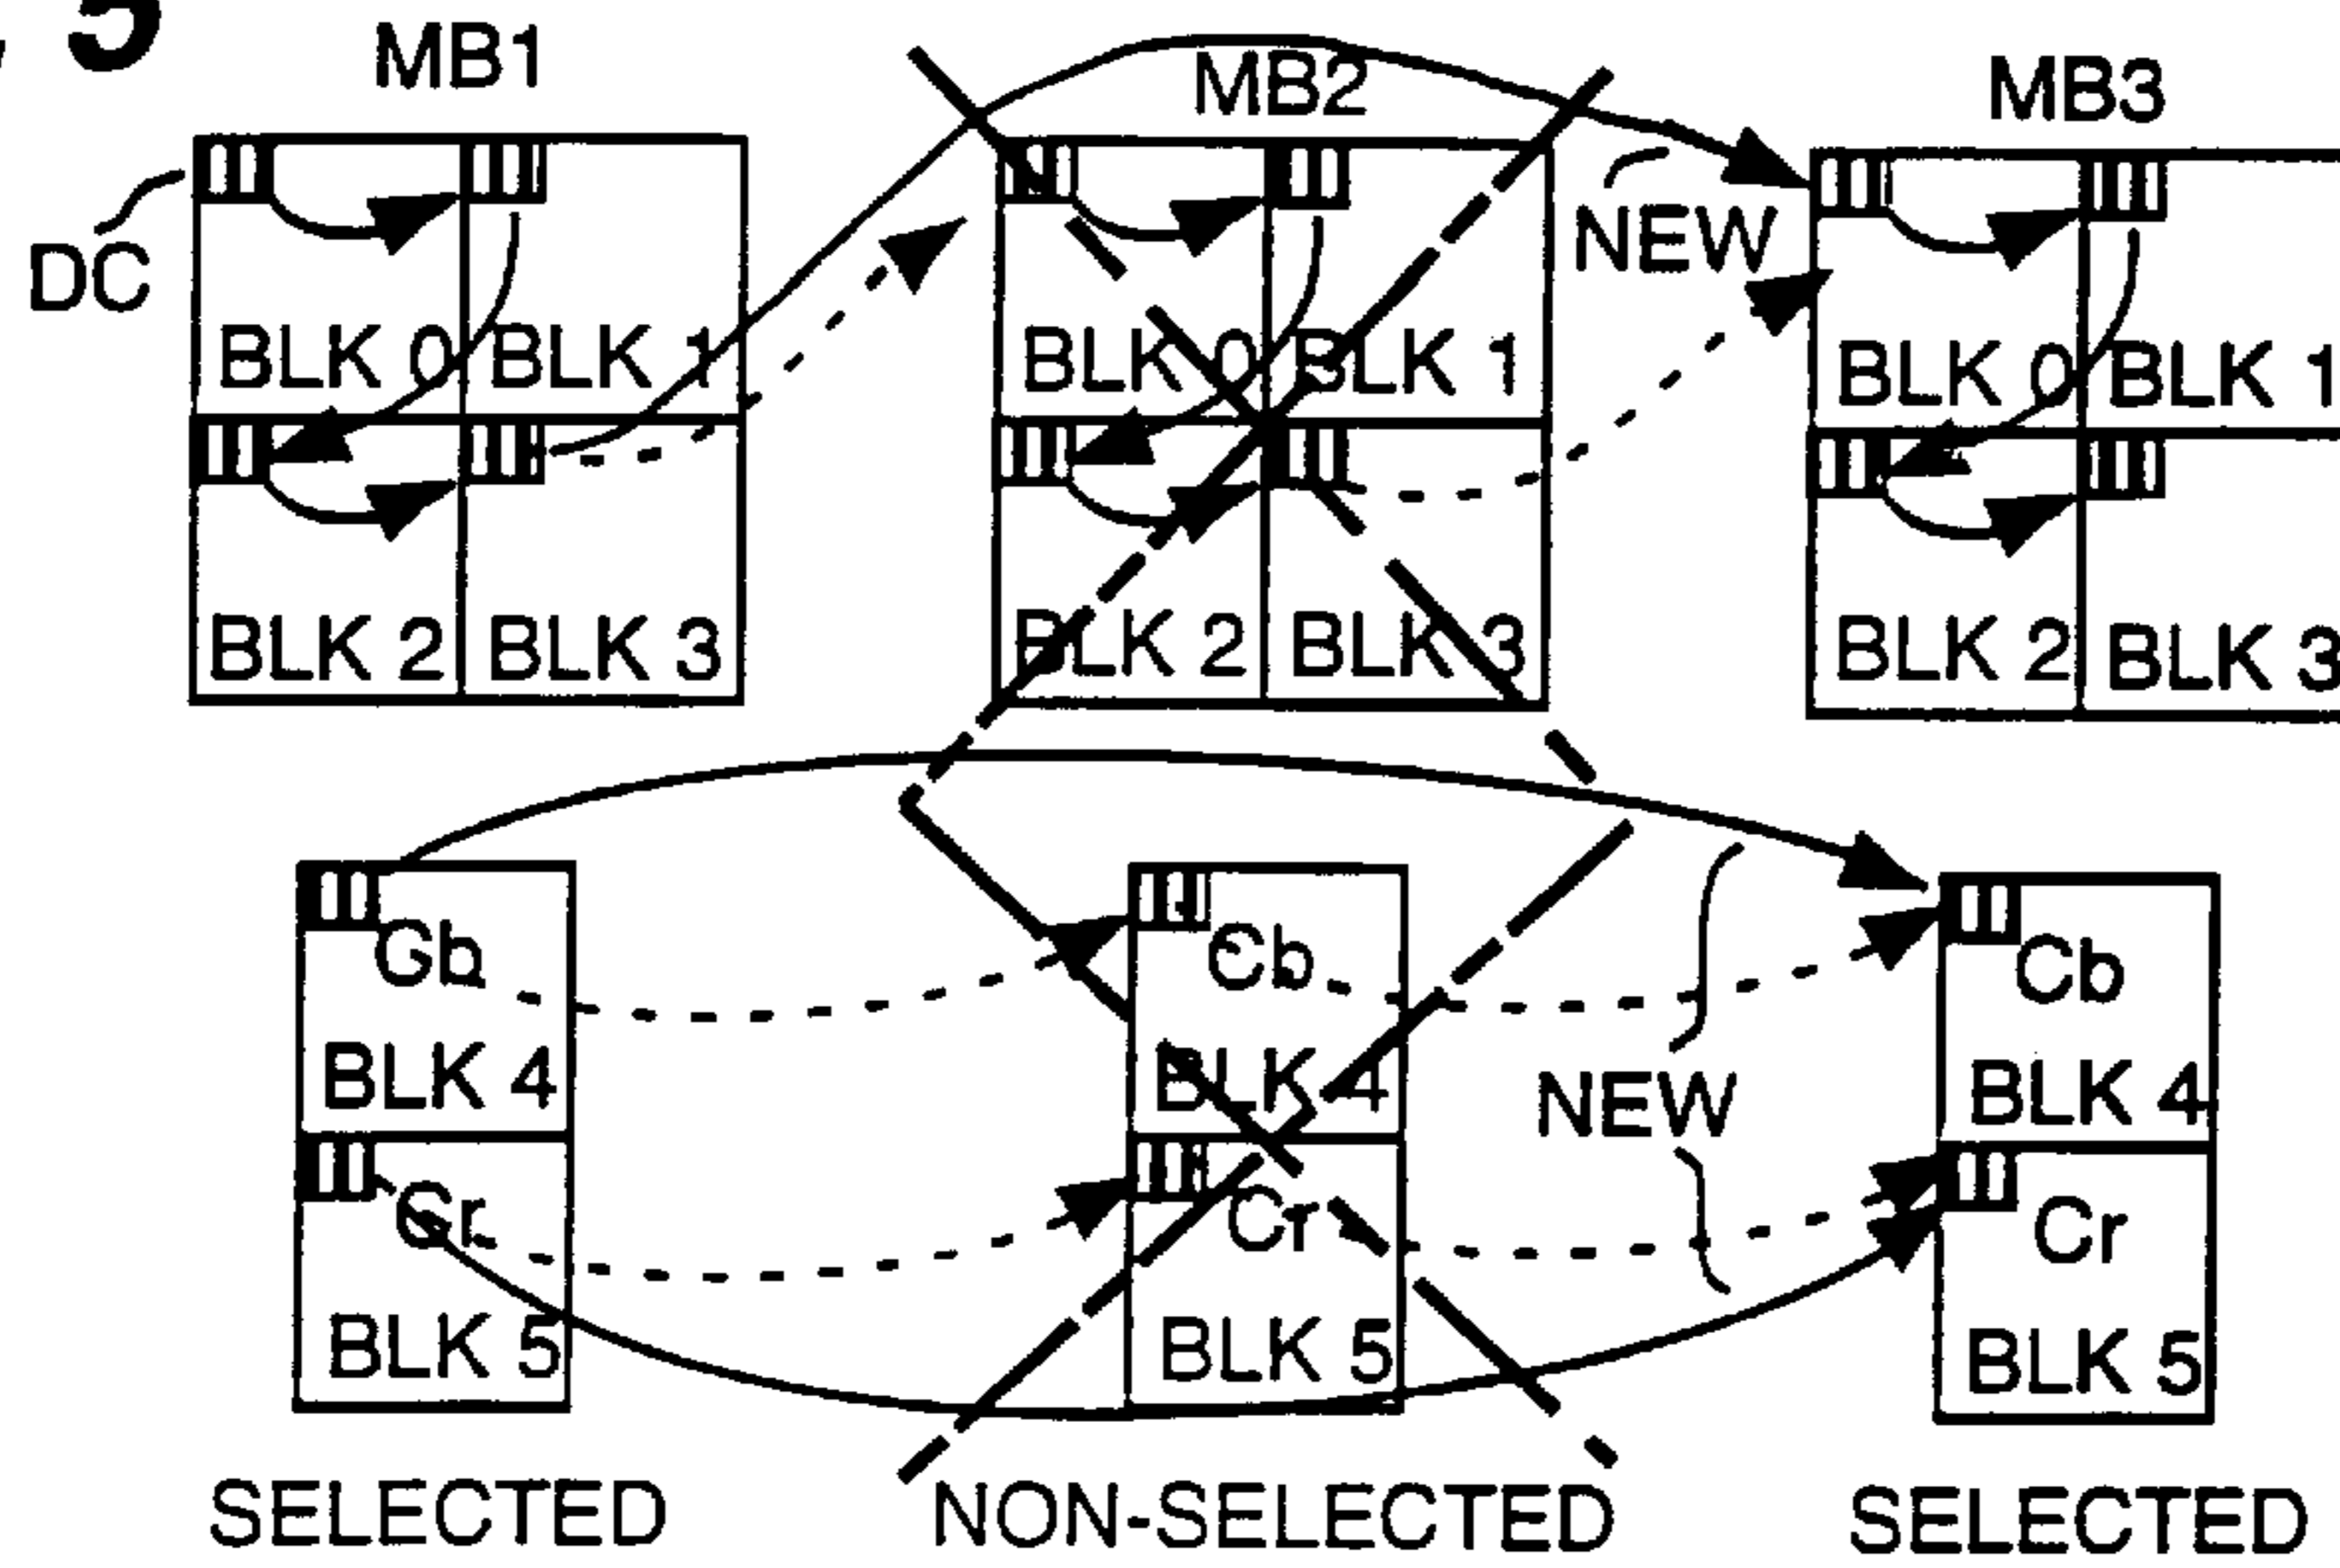 5
MB1 MB2 MB3
DC
NEW
BLK 0 BLK 1 BLK 0 BLK 1 BLK 0 BLK 1
BLK 2 BLK 3 BLK 2 BLK 3 BLK 2 BLK 3
Cb Cb Cb
BLK 4 BLK 4 BLK 4
NEW
Cr Cr Cr
BLK 5 BLK 5 BLK 5
SELECTED NON-SELECTED SELECTED